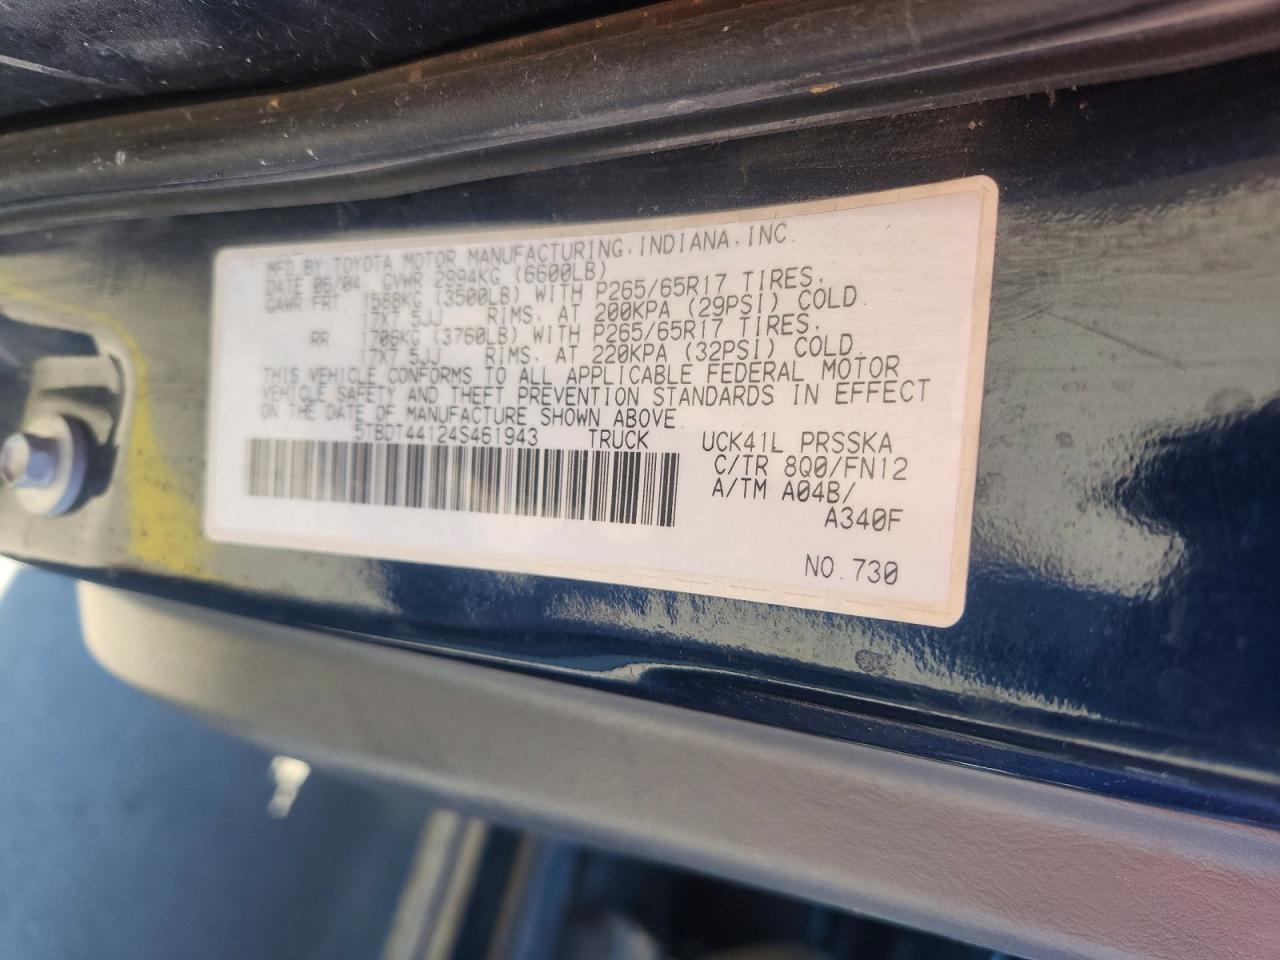 MFD. BY: TOYOTA MOTOR MANUFACTURING, INDIANA, INC.
DATE 06/04 GVWR 2994KG (6600LB)
GAWR FRT. 1588KG (3500LB) WITH P265/65R17 TIRES,
17X7.5JJ RIMS, AT 200KPA (29PSI) COLD.
RR. 1706KG (3760LB) WITH P265/65R17 TIRES,
17X7.5JJ RIMS, AT 220KPA (32PSI) COLD.
THIS VEHICLE CONFORMS TO ALL APPLICABLE FEDERAL MOTOR
VEHICLE SAFETY AND THEFT PREVENTION STANDARDS IN EFFECT
ON THE DATE OF MANUFACTURE SHOWN ABOVE.
5TBDT44124S461943 TRUCK
UCK41L PRSSKA
C/TR 8Q0/FN12
A/TM A04B/
A340F
NO. 730